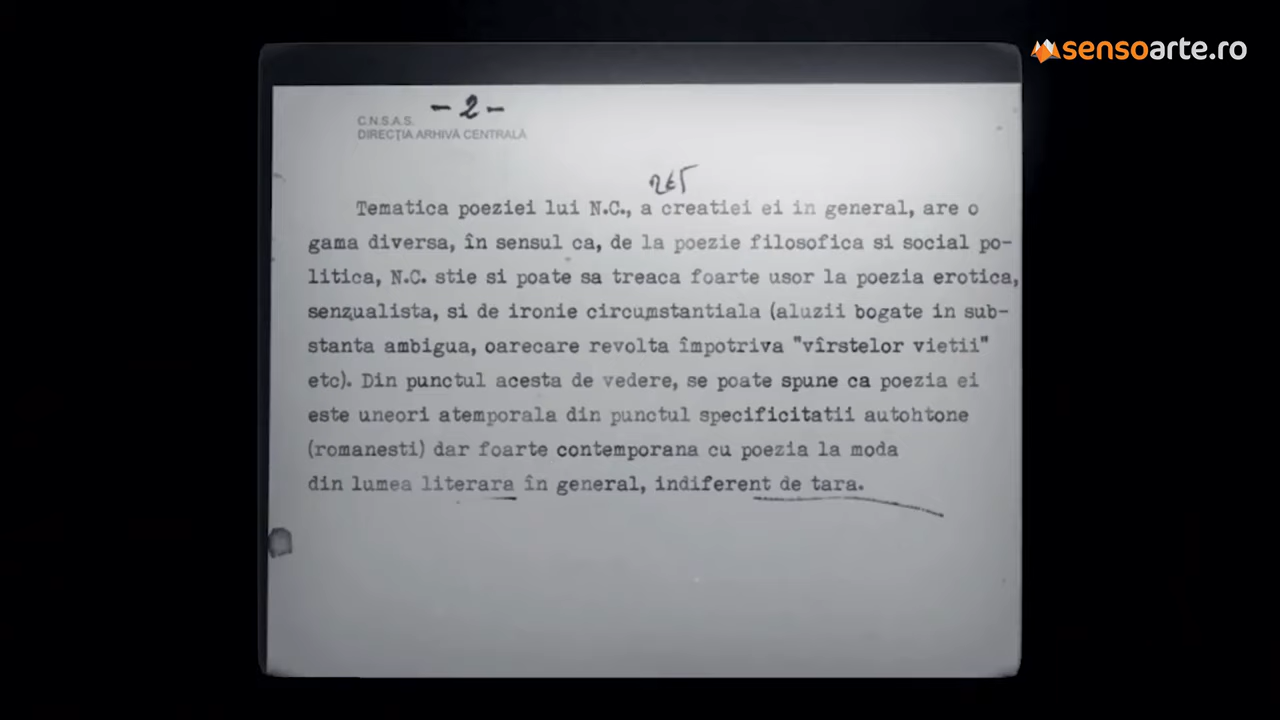 sensoarte.ro
- 2 -
C.N.S.A.S.
DIRECŢIA ARHIVĂ CENTRALĂ
265
Tematica poeziei lui N.C., a creatiei ei in general, are o
gama diversa, în sensul ca, de la poezie filosofica si social po-
litica, N.C. stie si poate sa treaca foarte usor la poezia erotica,
senzualista, si de ironie circumstantiala (aluzii bogate in sub-
stanta ambigua, oarecare revolta împotriva "vîrstelor vietii"
etc). Din punctul acesta de vedere, se poate spune ca poezia ei
este uneori atemporala din punctul specificitatii autohtone
(romanesti) dar foarte contemporana cu poezia la moda
din lumea literara în general, indiferent de tara.